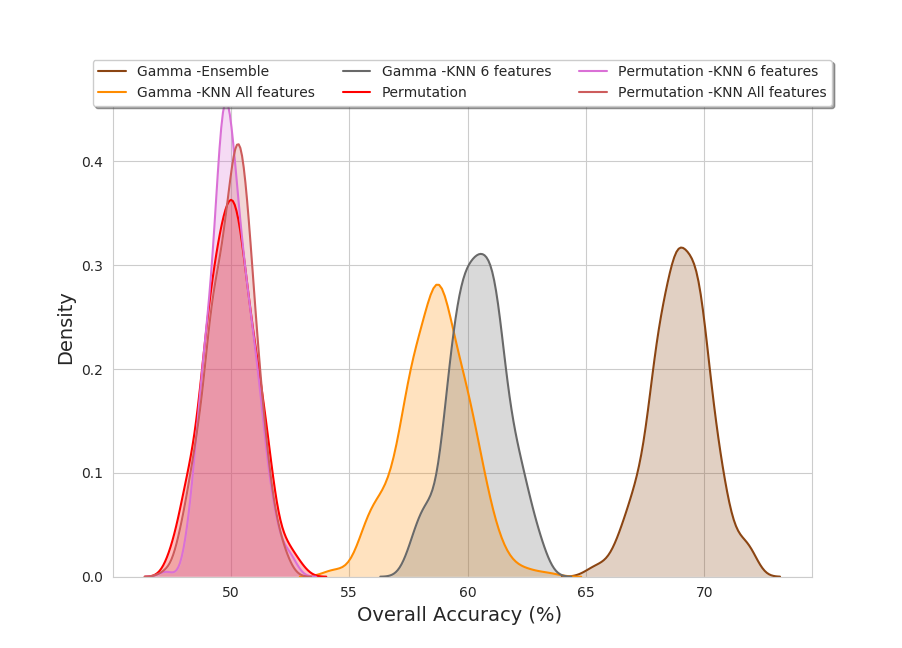 Gamma -Ensemble
Gamma -KNN All features
Gamma -KNN 6 features
Permutation
Permutation -KNN 6 features
Permutation -KNN All features
Density
0.4
0.3
0.2
0.1
0.0
50 55 60 65 70
Overall Accuracy (%)